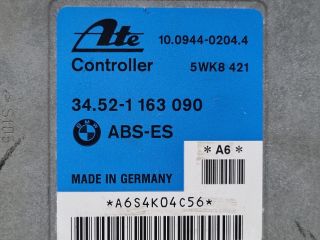 Ate 10.0944-0204.4
Controller 5WK8 421
34.52-1 163 090
BMW ABS-ES
* A6 *
MADE IN GERMANY
*A6S4K04C56*